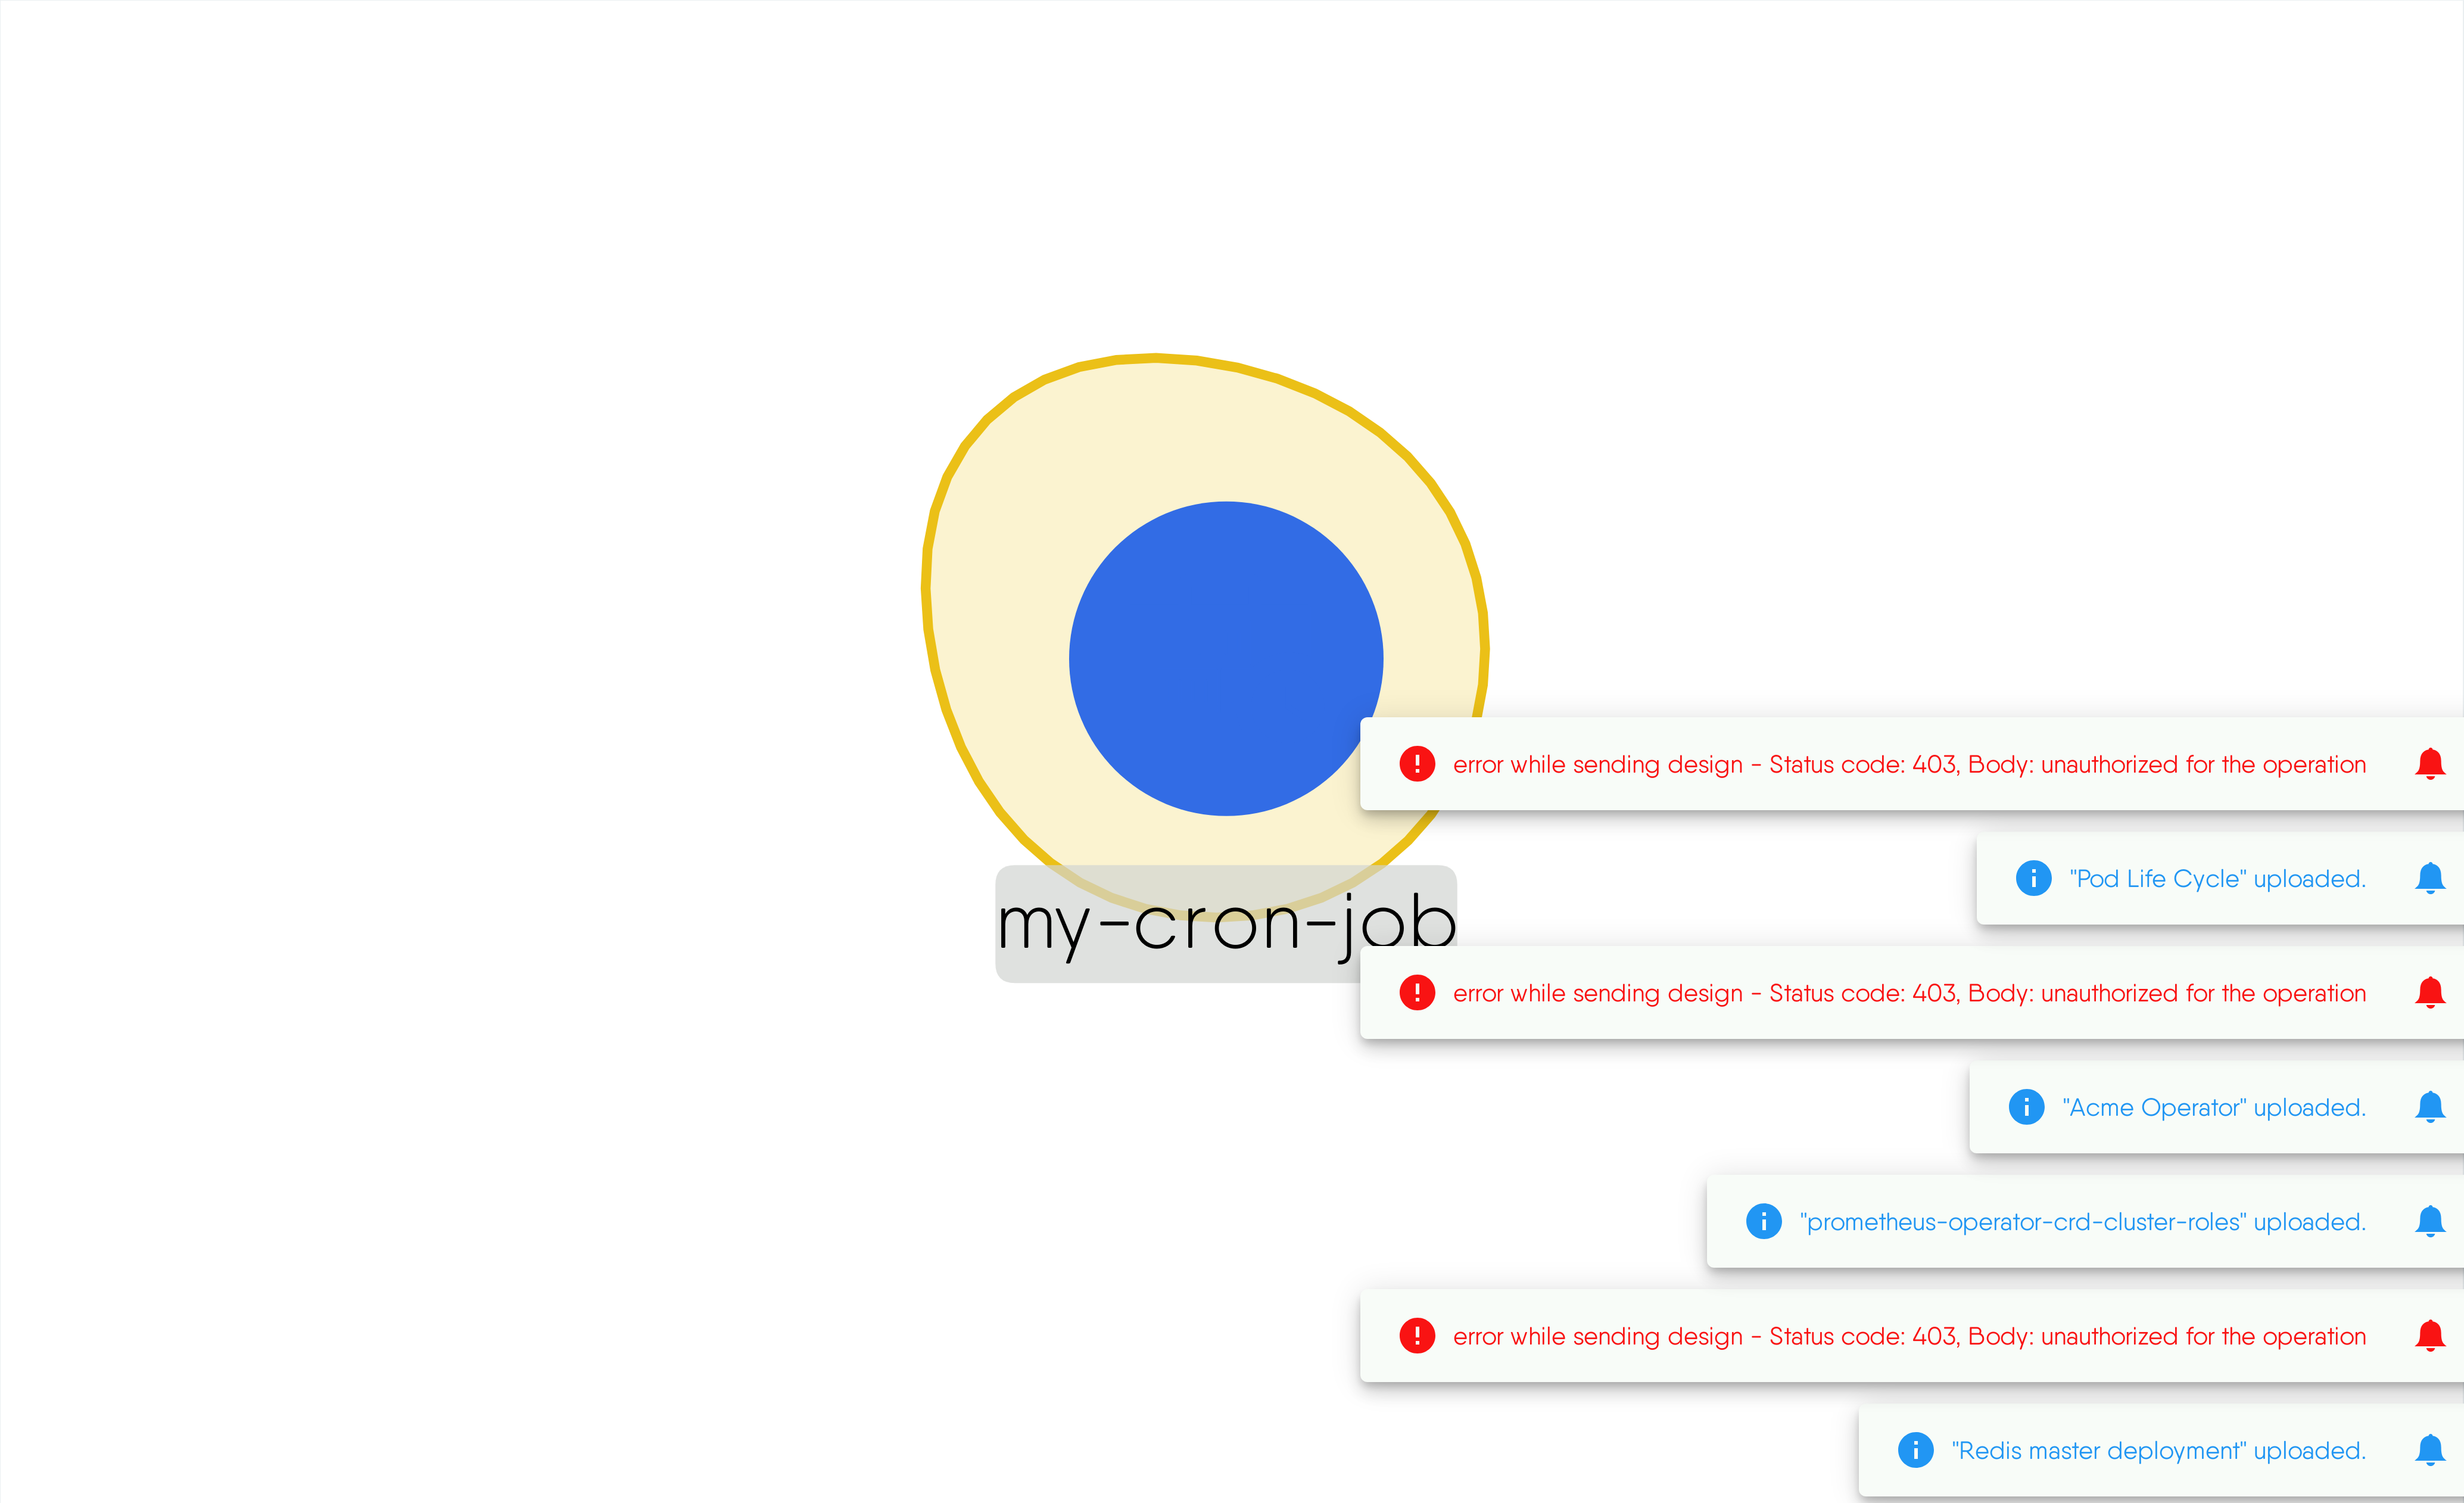 error while sending design - Status code: 403, Body: unauthorized for the operation
"Pod Life Cycle" uploaded.
my-cron-job
error while sending design - Status code: 403, Body: unauthorized for the operation
"Acme Operator" uploaded.
"prometheus-operator-crd-cluster-roles" uploaded.
error while sending design - Status code: 403, Body: unauthorized for the operation
"Redis master deployment" uploaded.